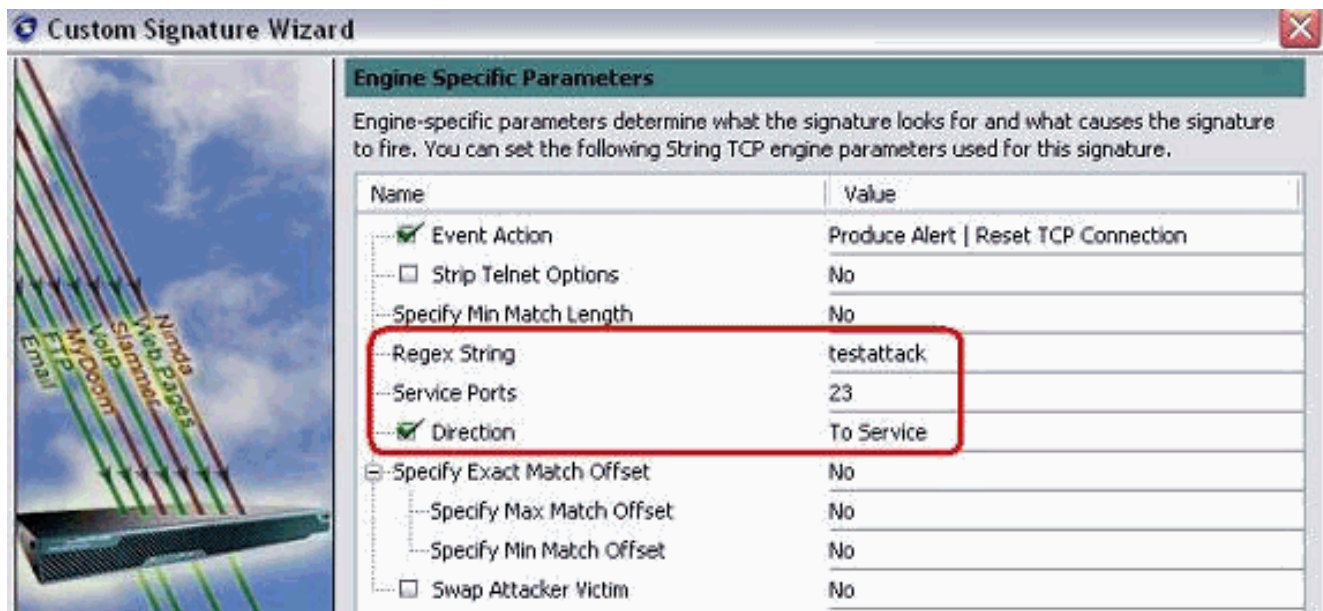 Custom Signature Wizard
Engine Specific Parameters
Engine-specific parameters determine what the signature looks for and what causes the signature
to fire. You can set the following String TCP engine parameters used for this signature.
Name Value
Event Action Produce Alert | Reset TCP Connection
Strip Telnet Options No
Specify Min Match Length No
Regex String testattack
Service Ports 23
Direction To Service
Specify Exact Match Offset No
Specify Max Match Offset No
Specify Min Match Offset No
Swap Attacker Victim No
Email
FTP
MyDoom
VoIP
Slammer
Web Pages
Nimda